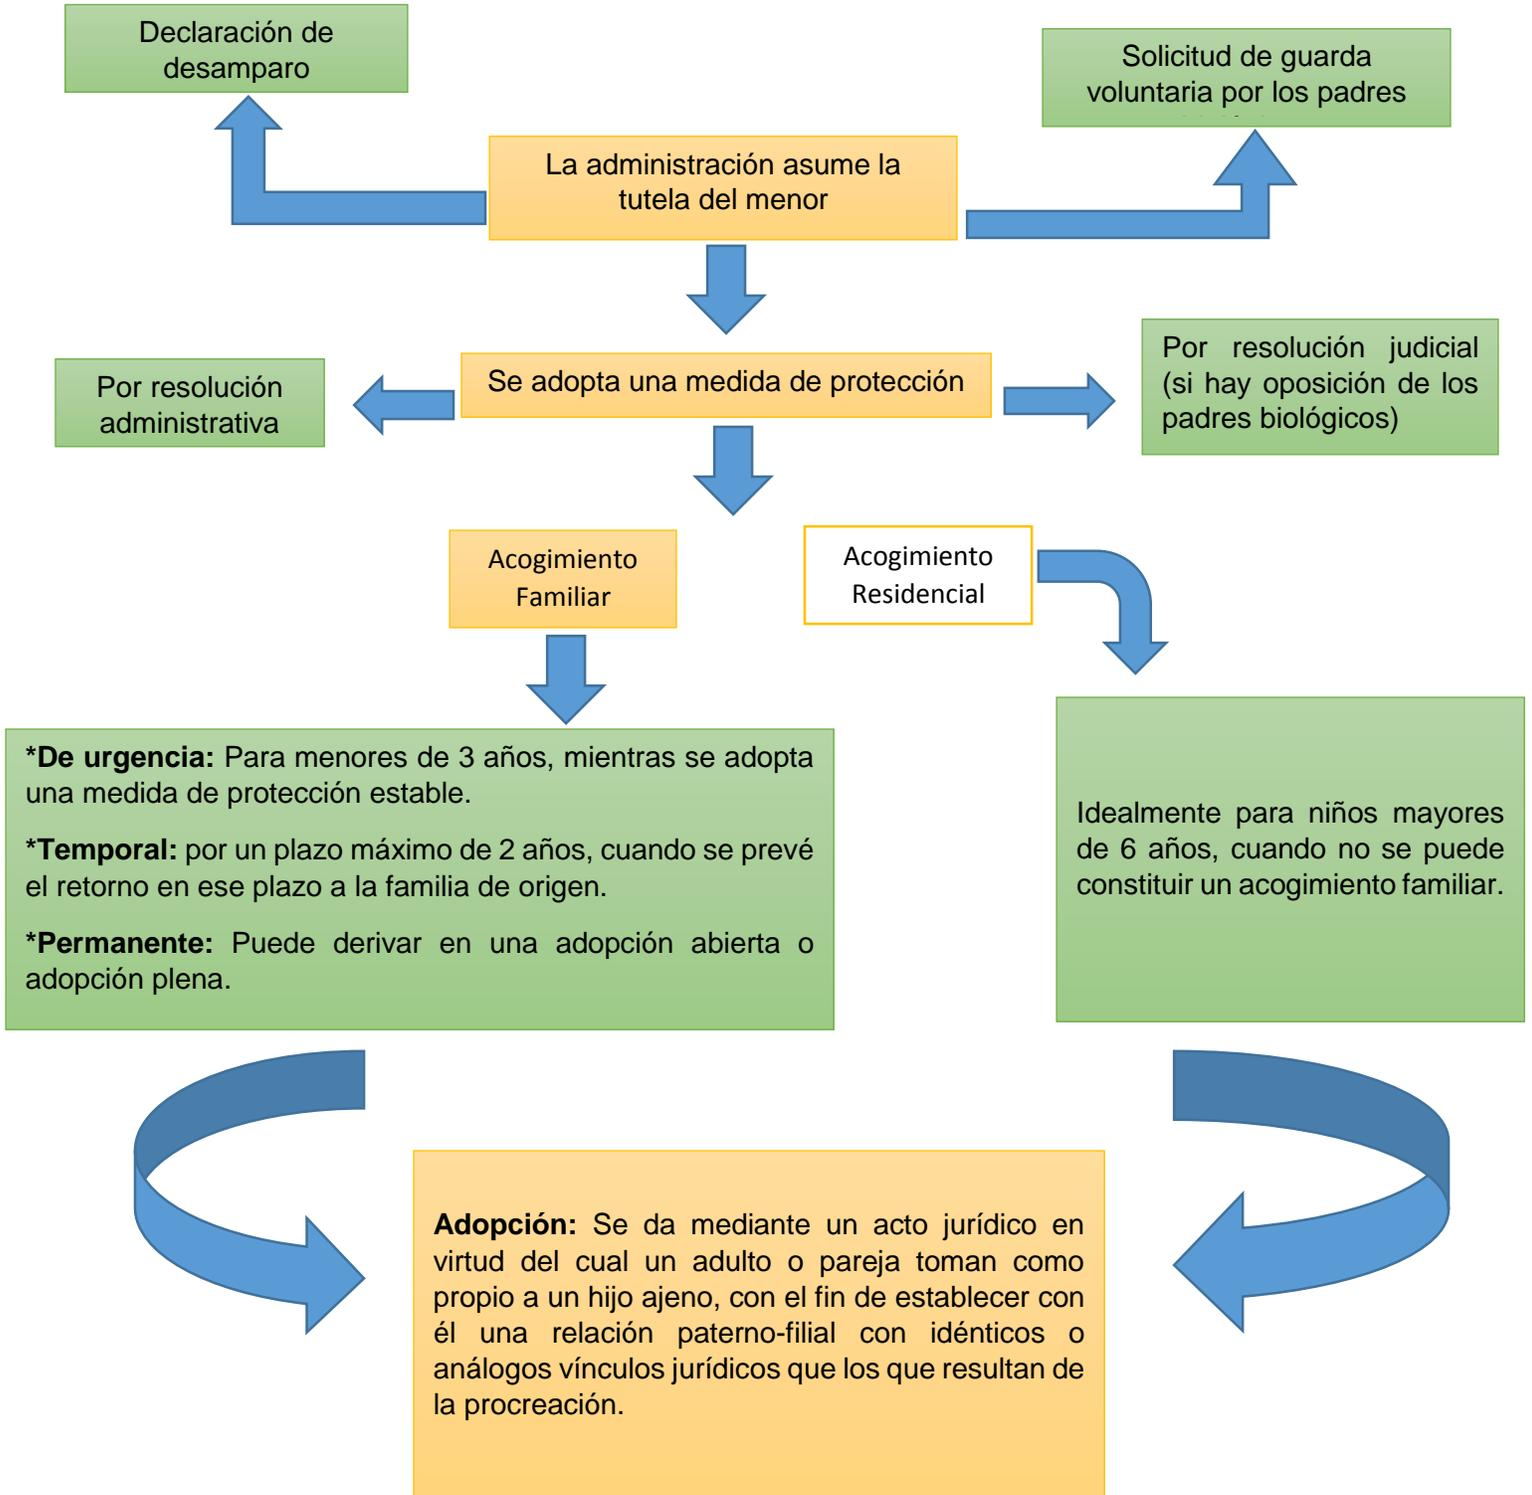 Declaración de
desamparo
Solicitud de guarda
voluntaria por los padres
La administración asume la
tutela del menor
Por resolución
administrativa
Se adopta una medida de protección
Por resolución judicial
(si hay oposición de los
padres biológicos)
Acogimiento
Familiar
Acogimiento
Residencial
*De urgencia: Para menores de 3 años, mientras se adopta
una medida de protección estable.
*Temporal: por un plazo máximo de 2 años, cuando se prevé
el retorno en ese plazo a la familia de origen.
*Permanente: Puede derivar en una adopción abierta o
adopción plena.
Idealmente para niños mayores
de 6 años, cuando no se puede
constituir un acogimiento familiar.
Adopción: Se da mediante un acto jurídico en
virtud del cual un adulto o pareja toman como
propio a un hijo ajeno, con el fin de establecer con
él una relación paterno-filial con idénticos o
análogos vínculos jurídicos que los que resultan de
la procreación.